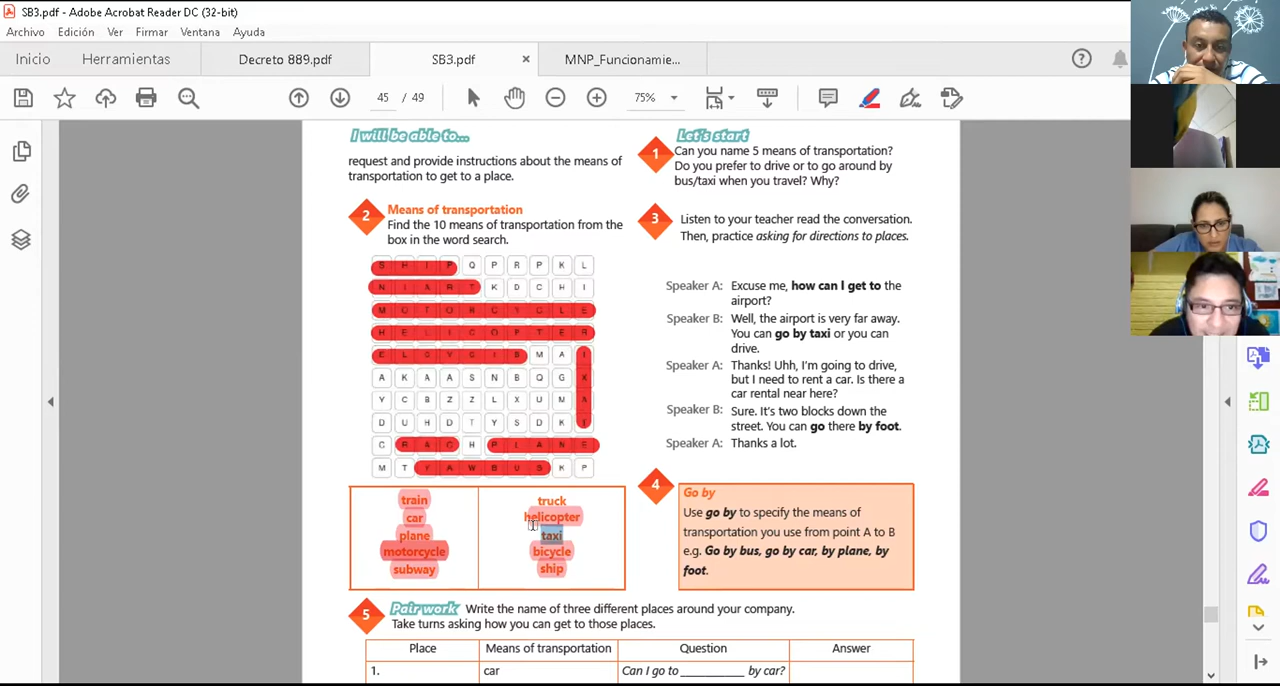 SB3.pdf - Adobe Acrobat Reader DC (32-bit)
Archivo Edición Ver Firmar Ventana Ayuda
Inicio Herramientas Decreto 889.pdf SB3.pdf × MNP_Funcionamie...
45 / 49 75%
I will be able to...
request and provide instructions about the means of
transportation to get to a place.
2 Means of transportation
Find the 10 means of transportation from the
box in the word search.
S H I P Q P R P K L
N I A R T K D C H I
M O T O R C Y C L E
H E L I C O P T E R
E L C Y C I B M A I
A K A A S N B Q G K
Y C B Z Z L X U M A
D U H D T Y S D K
C R A C H P L A N E
M T Y A W B U S K P
train
car
plane
motorcycle
subway
truck
helicopter
taxi
bicycle
ship
Let's start
1 Can you name 5 means of transportation?
Do you prefer to drive or to go around by
bus/taxi when you travel? Why?
3 Listen to your teacher read the conversation.
Then, practice asking for directions to places.
Speaker A: Excuse me, how can I get to the
airport?
Speaker B: Well, the airport is very far away.
You can go by taxi or you can
drive.
Speaker A: Thanks! Uhh, I'm going to drive,
but I need to rent a car. Is there a
car rental near here?
Speaker B: Sure. It's two blocks down the
street. You can go there by foot.
Speaker A: Thanks a lot.
4 Go by
Use go by to specify the means of
transportation you use from point A to B
e.g. Go by bus, go by car, by plane, by
foot.
5 Pair work Write the name of three different places around your company.
Take turns asking how you can get to those places.
Place Means of transportation Question Answer
1. car Can I go to __________ by car?